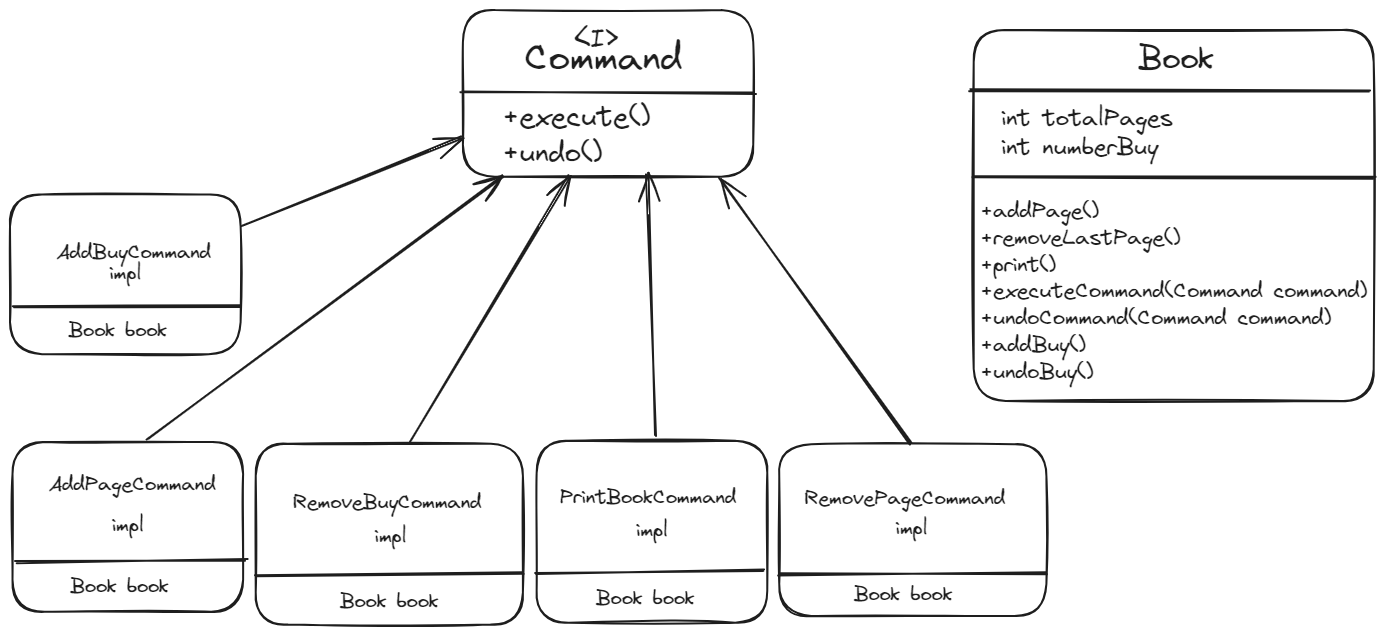 <I>
Command
+execute()
+undo()
Book
int totalPages
int numberBuy
+addPage()
+removeLastPage()
+print()
+executeCommand(Command command)
+undoCommand(Command command)
+addBuy()
+undoBuy()
AddBuyCommand
impl
Book book
AddPageCommand
impl
Book book
RemoveBuyCommand
impl
Book book
PrintBookCommand
impl
Book book
RemovePageCommand
impl
Book book